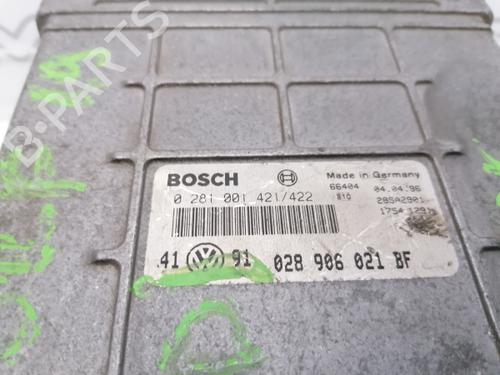 B-PARTS
BOSCH
Made in Germany
0 281 001 421/422
66404 04.04.96
810 28SA2901
.41 91 028 906 021 BF